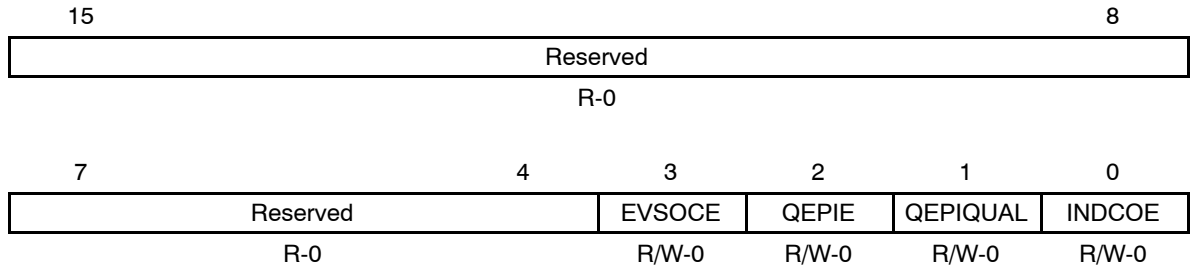 15 8
Reserved
R-0
7 4 3 2 1 0
Reserved EVSOCE QEPIE QEPIQUAL INDCOE
R-0 R/W-0 R/W-0 R/W-0 R/W-0